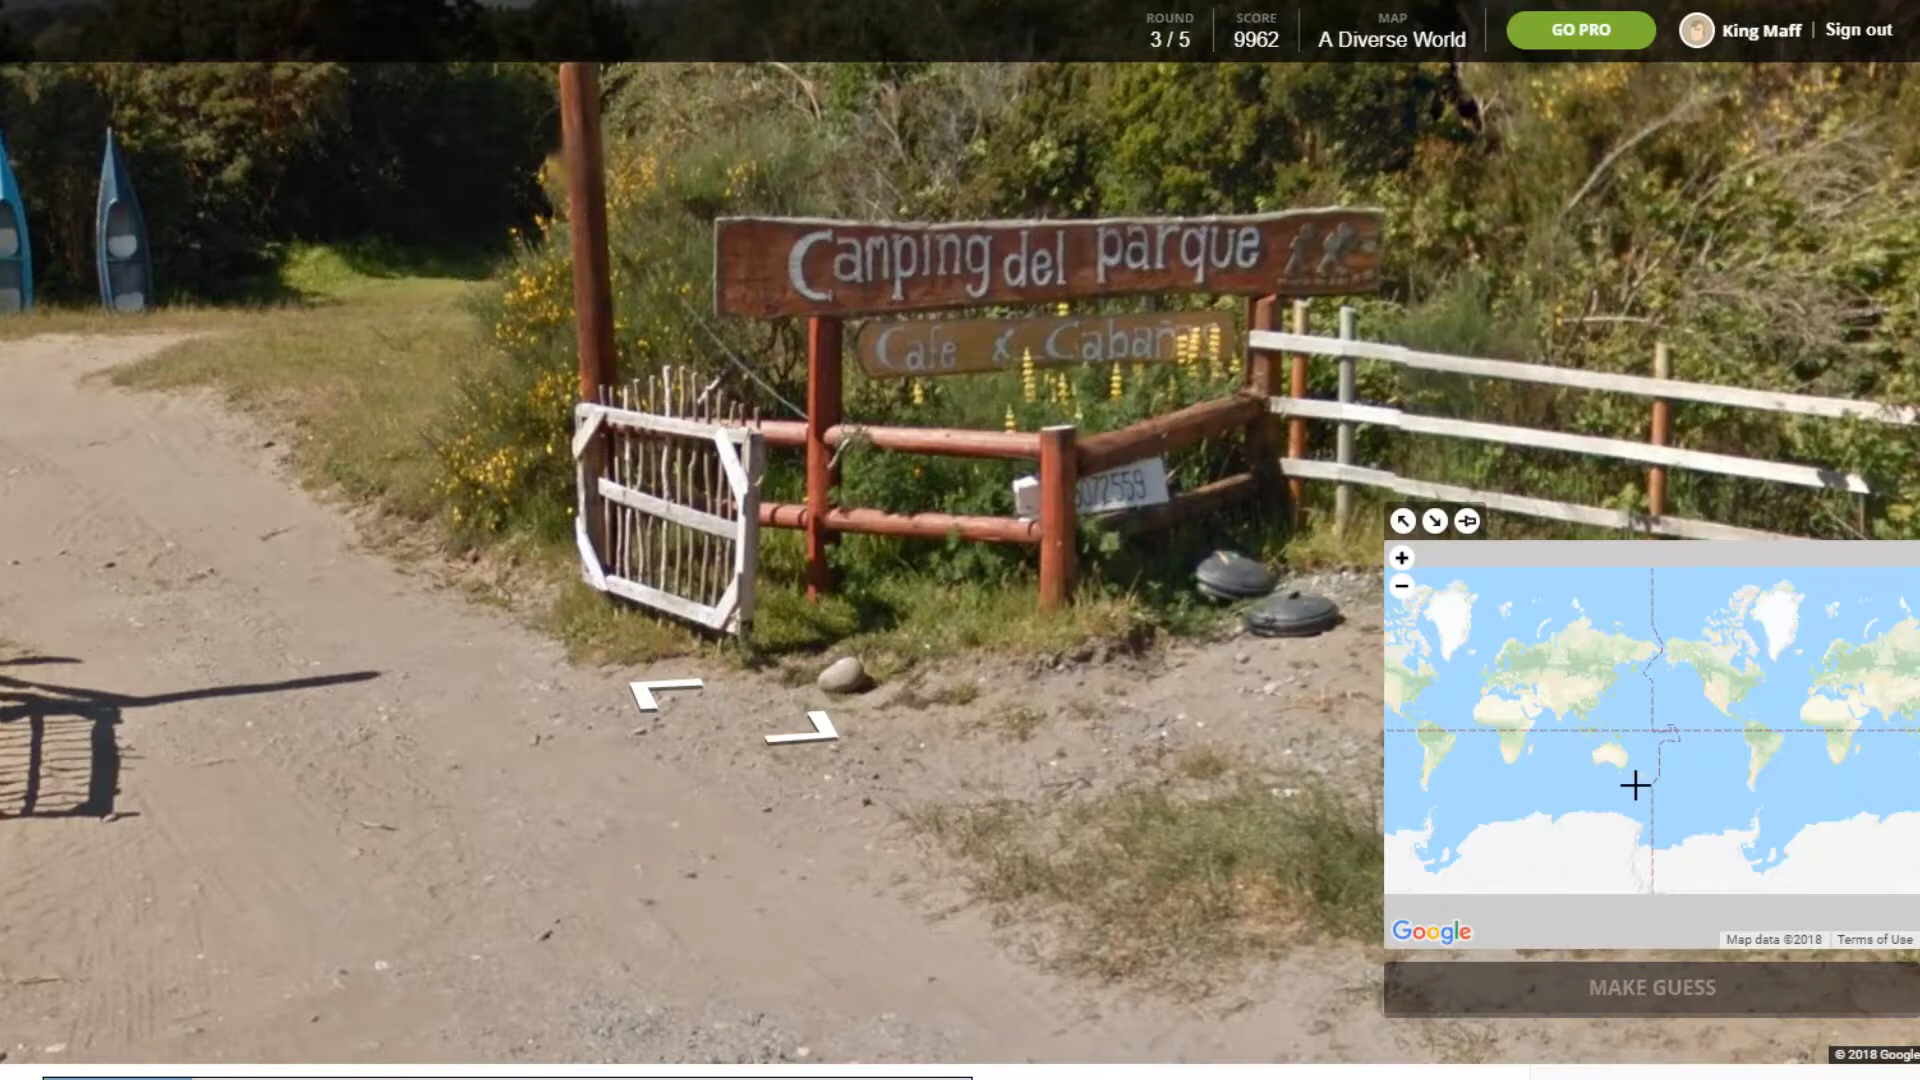 ROUND
3 / 5
SCORE
9962
MAP
A Diverse World
GO PRO
King Maff
Sign out
Camping del parque
Cafe x Cabañas
072559
Google
Map data ©2018
Terms of Use
MAKE GUESS
© 2018 Google